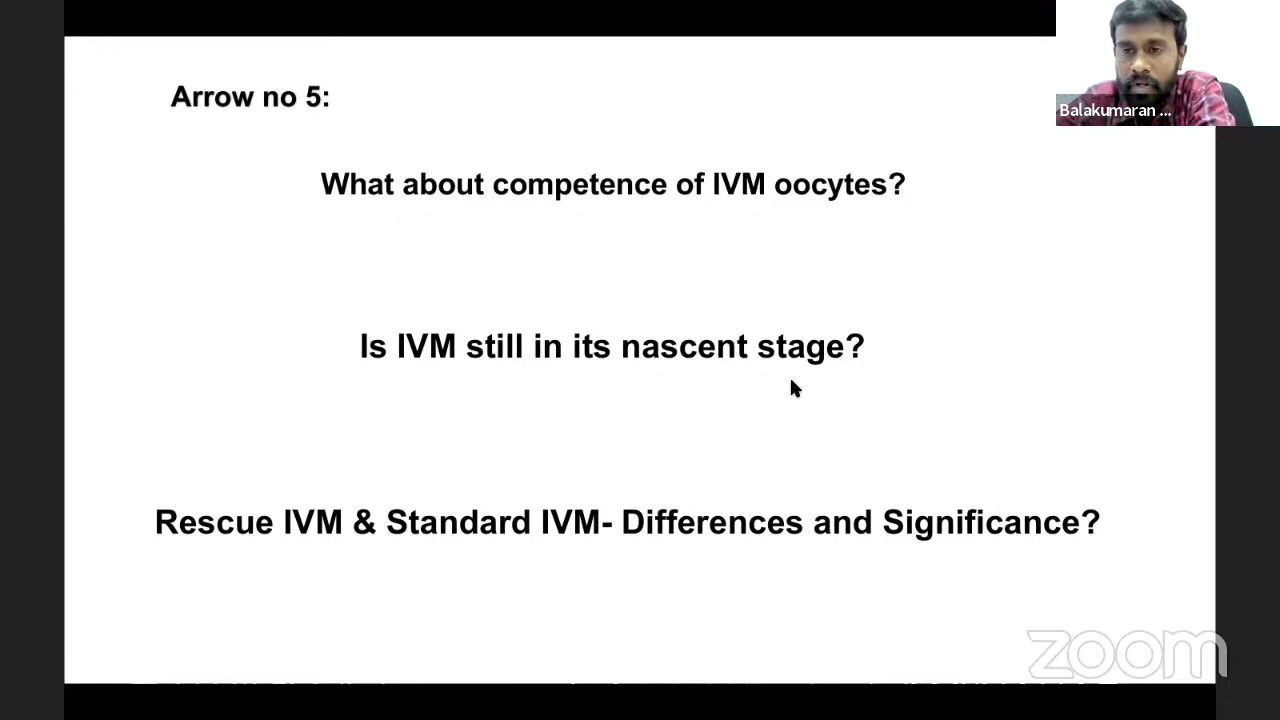 Arrow no 5:
Balakumaran ...
What about competence of IVM oocytes?
Is IVM still in its nascent stage?
Rescue IVM & Standard IVM- Differences and Significance?
zoom